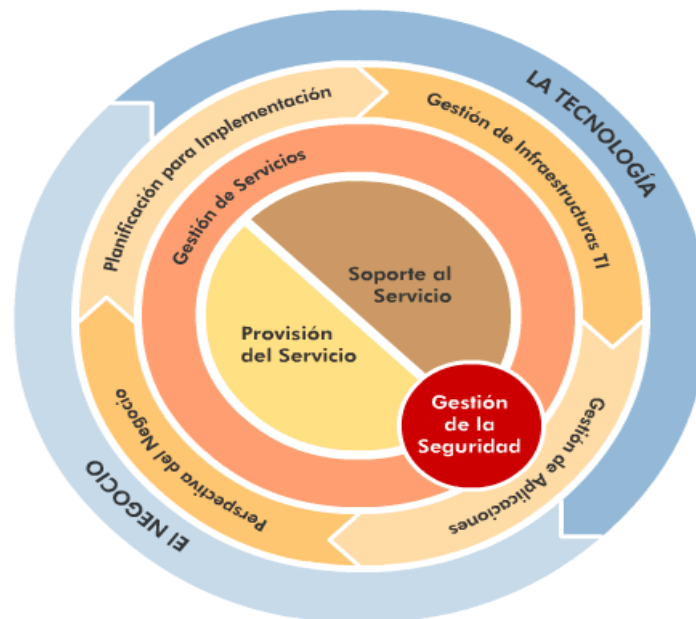 LA TECNOLOGÍA
Planificación para Implementación
Gestión de Infraestructuras TI
Gestión de Servicios
Soporte al
Servicio
Provisión
del Servicio
Gestión
de la
Seguridad
Gestión de Aplicaciones
Perspectiva del Negocio
El NEGOCIO